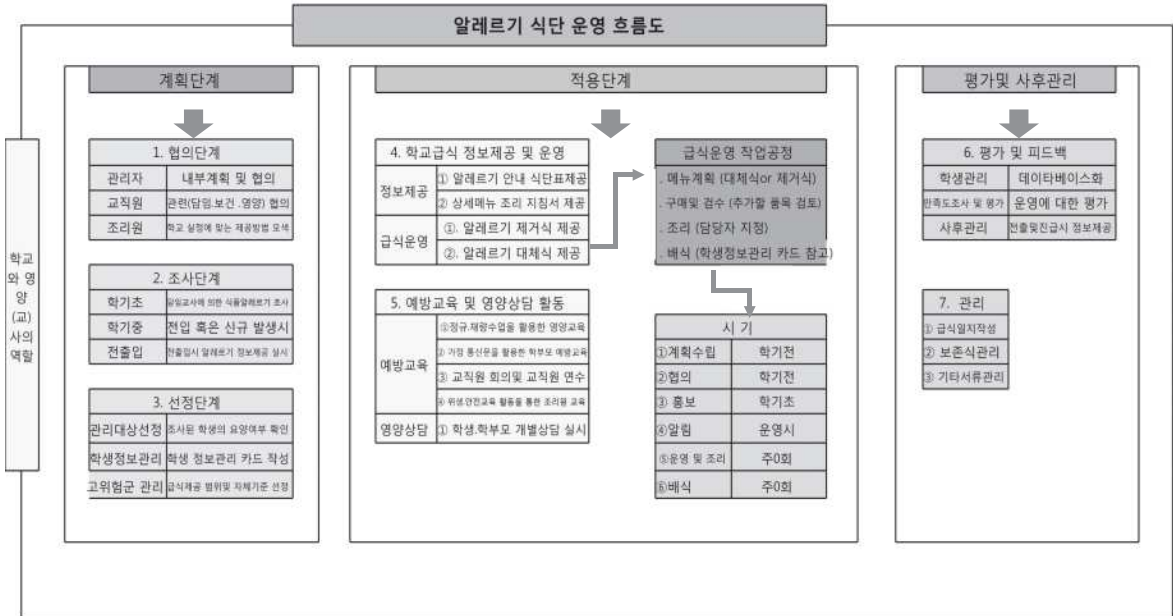 알레르기 식단 운영 흐름도
학교
와 영
양
(교)
사의
역할
계획단계
1. 협의단계
관리자 내부계획 및 협의
교직원 관련(담임.보건.영양) 협의
조리원 학교 실정에 맞는 제공방법 모색
2. 조사단계
학기초 담임교사에 의한 식품알레르기 조사
학기중 전입 혹은 신규 발생시
전출입 전출입시 알레르기 정보제공 실시
3. 선정단계
관리대상선정 조사된 학생의 요양여부 확인
학생정보관리 학생 정보관리 카드 작성
고위험군 관리 급식제공 범위및 자체기준 선정
적용단계
4. 학교급식 정보제공 및 운영
정보제공
① 알레르기 안내 식단표제공
② 상세메뉴 조리 지침서 제공
급식운영
①. 알레르기 제거식 제공
②. 알레르기 대체식 제공
5. 예방교육 및 영양상담 활동
예방교육
①정규.재량수업을 활용한 영양교육
② 가정 통신문을 활용한 학부모 예방교육
③ 교직원 회의및 교직원 연수
④ 위생.안전교육 활동을 통한 조리원 교육
영양상담 ① 학생.학부모 개별상담 실시
급식운영 작업공정
. 메뉴계획 (대체식or 제거식)
. 구매및 검수 (추가할 품목 검토)
. 조리 (담당자 지정)
. 배식 (학생정보관리 카드 참고)
시 기
①계획수립 학기전
②협의 학기전
③ 홍보 학기초
④알림 운영시
⑤운영 및 조리 주0회
⑥배식 주0회
평가및 사후관리
6. 평가 및 피드백
학생관리 데이타베이스화
만족도조사 및 평가 운영에 대한 평가
사후관리 전출및진급시 정보제공
7. 관리
① 급식일지작성
② 보존식관리
③ 기타서류관리